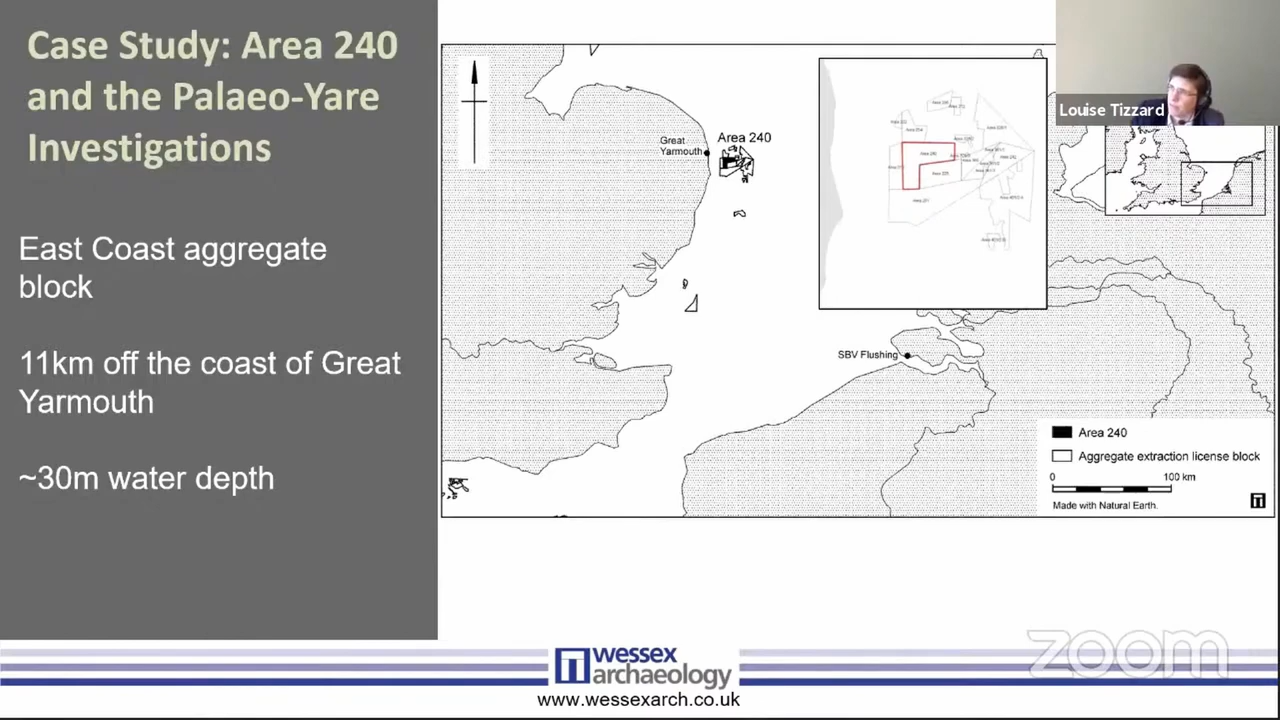 Case Study: Area 240
and the Palaeo-Yare
Investigations
East Coast aggregate
block
11km off the coast of Great
Yarmouth
~30m water depth
Great
Yarmouth
Area 240
SBV Flushing
Area 240
Aggregate extraction license block
0 100 km
Made with Natural Earth.
Louise Tizzard
wessex
archaeology
www.wessexarch.co.uk
zoom